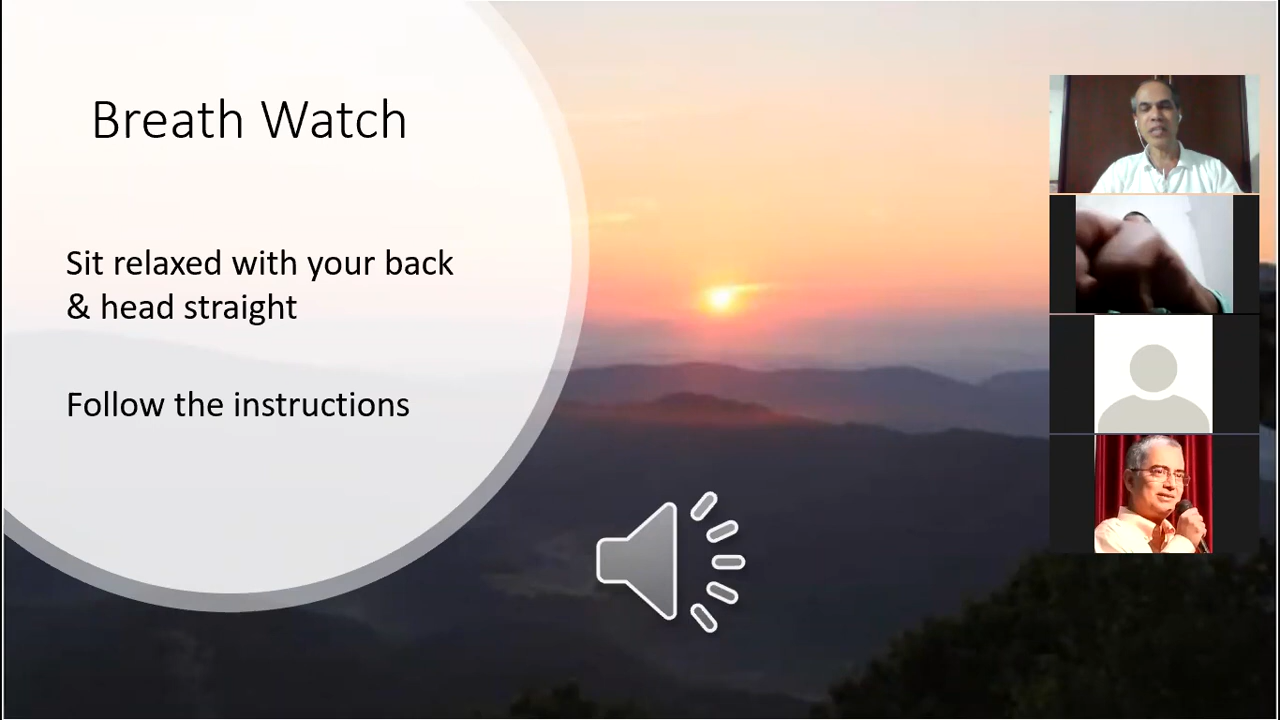 Breath Watch
Sit relaxed with your back
& head straight
Follow the instructions